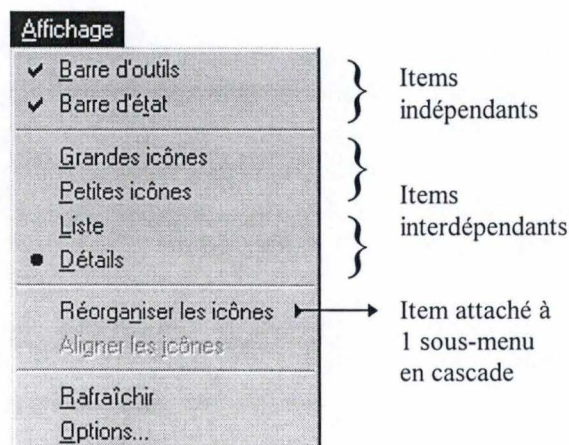 Affichage
Barre d'outils
Barre d'état
Grandes icônes
Petites icônes
Liste
Détails
Réorganiser les icônes
Aligner les icônes
Rafraîchir
Options...
Items
indépendants
Items
interdépendants
Item attaché à
1 sous-menu
en cascade